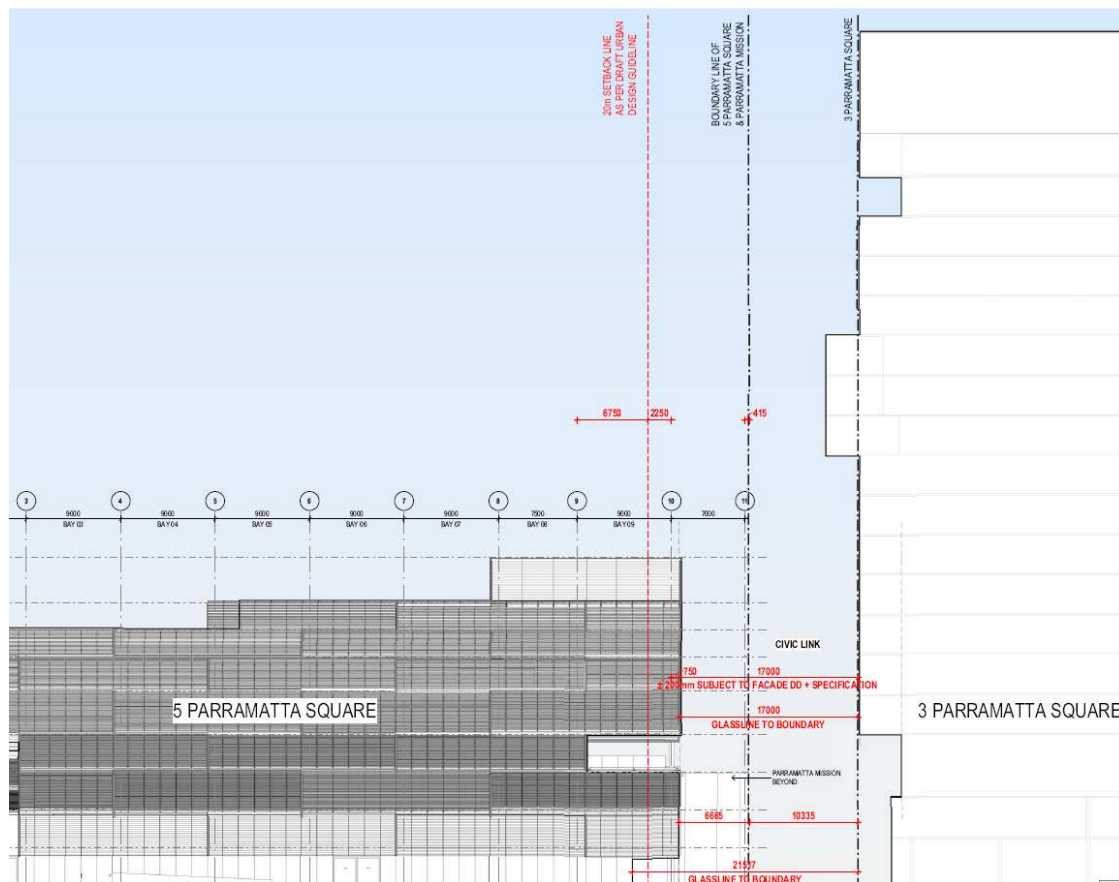 20m SETBACK LINE
AS PER DRAFT URBAN
DESIGN GUIDELINE
BOUNDARY LINE OF
5 PARRAMATTA SQUARE
& PARRAMATTA MISSION
3 PARRAMATTA SQUARE
6750 2250 415
3 4 5 6 7 8 9 10 11
9000 9000 9000 9000 9000 7500 9000 7000
BAY 03 BAY 04 BAY 05 BAY 06 BAY 07 BAY 08 BAY 09
CIVIC LINK
750 17000
± 200mm SUBJECT TO FACADE DD + SPECIFICATION
5 PARRAMATTA SQUARE
17000
3 PARRAMATTA SQUARE
GLASSLINE TO BOUNDARY
PARRAMATTA MISSION
BEYOND
6665 10335
GLASSLINE TO BOUNDARY